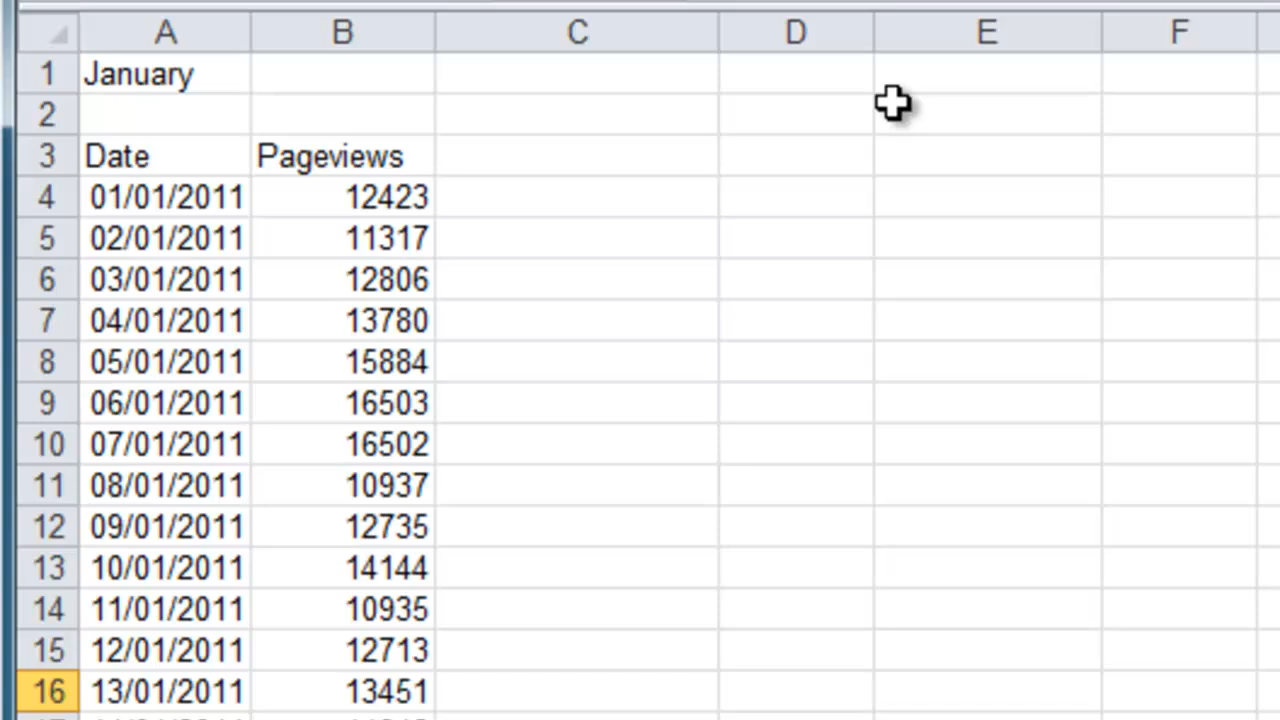 A B C D E F
1 January
2
3 Date Pageviews
4 01/01/2011 12423
5 02/01/2011 11317
6 03/01/2011 12806
7 04/01/2011 13780
8 05/01/2011 15884
9 06/01/2011 16503
10 07/01/2011 16502
11 08/01/2011 10937
12 09/01/2011 12735
13 10/01/2011 14144
14 11/01/2011 10935
15 12/01/2011 12713
16 13/01/2011 13451